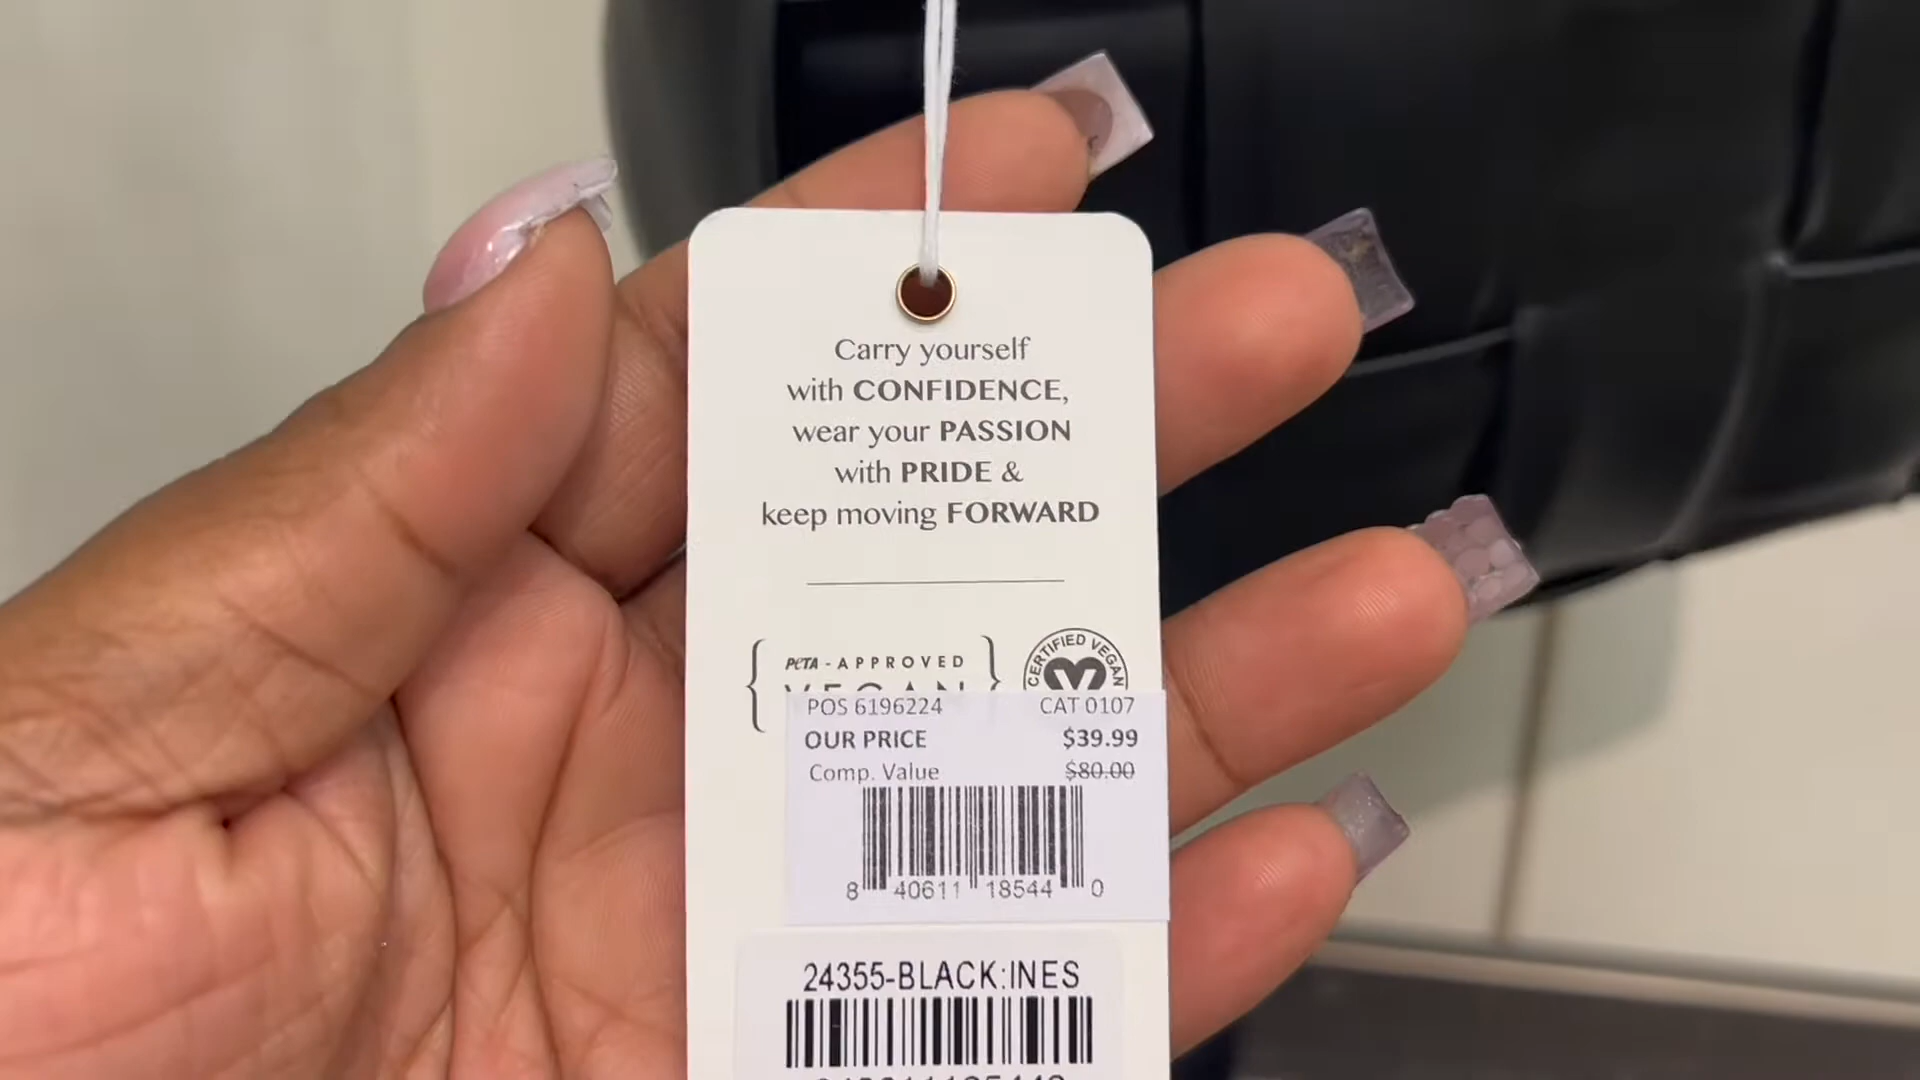 Carry yourself
with CONFIDENCE,
wear your PASSION
with PRIDE &
keep moving FORWARD
PETA - APPROVED
VEGAN
CERTIFIED VEGAN
POS 6196224 CAT 0107
OUR PRICE $39.99
Comp. Value $80.00
8 40611 18544 0
24355-BLACK:INES